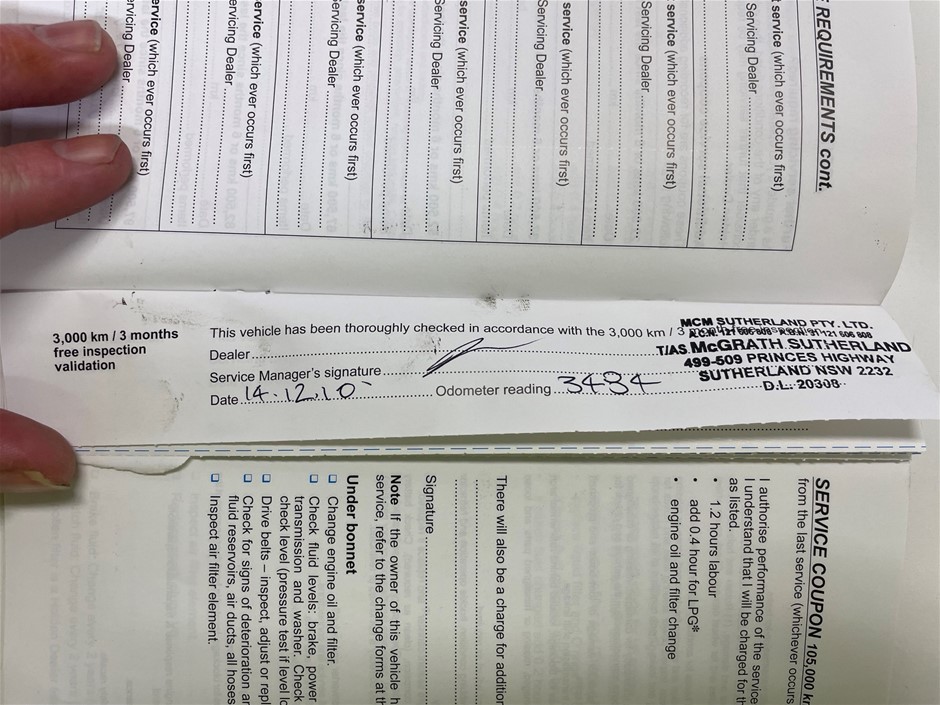 REQUIREMENTS cont.
service (which ever occurs first)
Servicing Dealer
service (which ever occurs first)
Servicing Dealer
service (which ever occurs first)
Servicing Dealer
service (which ever occurs first)
Servicing Dealer
service (which ever occurs first)
Servicing Dealer
ervice (which ever occurs first)
ervicing Dealer
ervice (which ever occurs first)
rvicing Dealer
3,000 km / 3 months
free inspection
validation
This vehicle has been thoroughly checked in accordance with the 3,000 km / 3
Dealer
Service Manager's signature
Date 14.12.10 Odometer reading 3484
MCM SUTHERLAND PTY. LTD.
T/AS McGRATH SUTHERLAND
499-509 PRINCES HIGHWAY
SUTHERLAND NSW 2232
D.L. 20308
SERVICE COUPON 105,000 k
from the last service (whichever occurs
I authorise performance of the service
I understand that I will be charged for th
as listed.
• 1.2 hours labour
• add 0.4 hour for LPG*
• engine oil and filter change
There will also be a charge for addition
Signature
Note If the owner of this vehicle h
service, refer to the change forms at th
Under bonnet
❑ Change engine oil and filter.
❑ Check fluid levels: brake, power
transmission and washer. Check
check level (pressure test if level lo
❑ Drive belts – inspect, adjust or repl
❑ Check for signs of deterioration ar
fluid reservoirs, air ducts, all hoses
❑ Inspect air filter element.